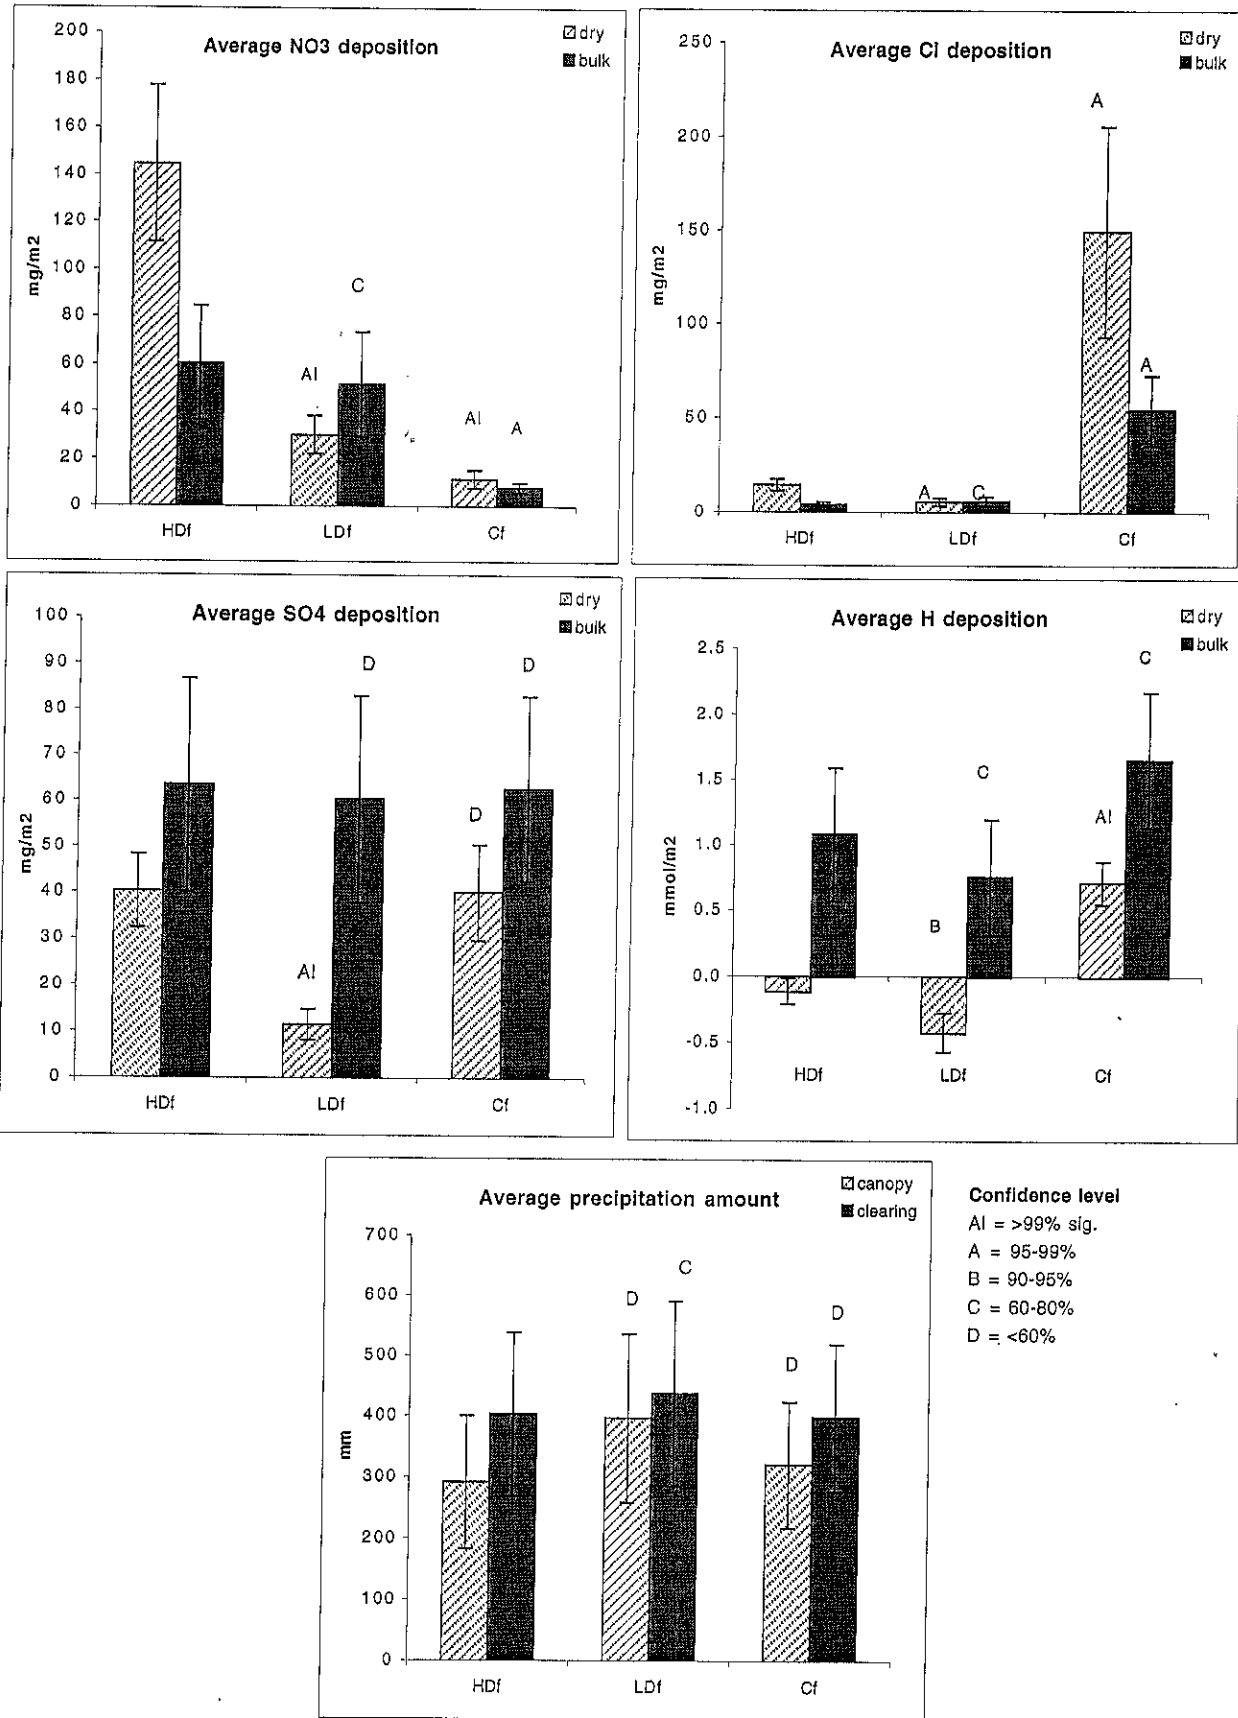 Average NO3 deposition
dry
bulk
200
180
160
140
120
100
80
60
40
20
0
mg/m2
AI
C
AI
A
HDf
LDf
Cf
Average Cl deposition
dry
bulk
250
200
150
100
50
0
mg/m2
A
C
A
A
HDf
LDf
Cf
Average SO4 deposition
dry
bulk
100
90
80
70
60
50
40
30
20
10
0
mg/m2
AI
D
D
D
HDf
LDf
Cf
Average H deposition
dry
bulk
2.5
2.0
1.5
1.0
0.5
0.0
-0.5
-1.0
mmol/m2
B
C
AI
C
HDf
LDf
Cf
Average precipitation amount
canopy
clearing
700
600
500
400
300
200
100
0
mm
D
C
D
D
HDf
LDf
Cf
Confidence level
AI = >99% sig.
A = 95-99%
B = 90-95%
C = 60-80%
D = <60%